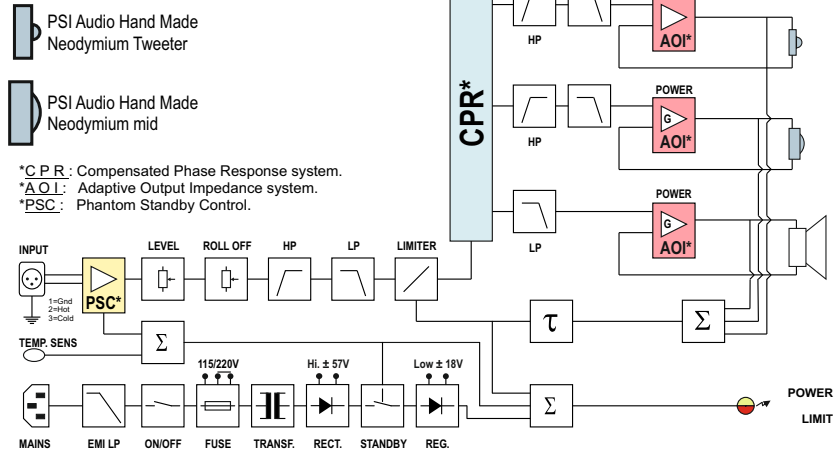 PSI Audio Hand Made
Neodymium Tweeter
PSI Audio Hand Made
Neodymium mid
*C P R : Compensated Phase Response system.
*A O I : Adaptive Output Impedance system.
*PSC : Phantom Standby Control.
CPR*
HP
AOI*
POWER
G
AOI*
HP
POWER
G
AOI*
LP
INPUT
LEVEL
ROLL OFF
HP
LP
LIMITER
PSC*
1=Gnd
2=Hot
3=Cold
TEMP. SENS
Σ
τ
Σ
115/220V
Hi. ± 57V
Low ± 18V
Σ
POWER
LIMIT
MAINS
EMI LP
ON/OFF
FUSE
TRANSF.
RECT.
STANDBY
REG.